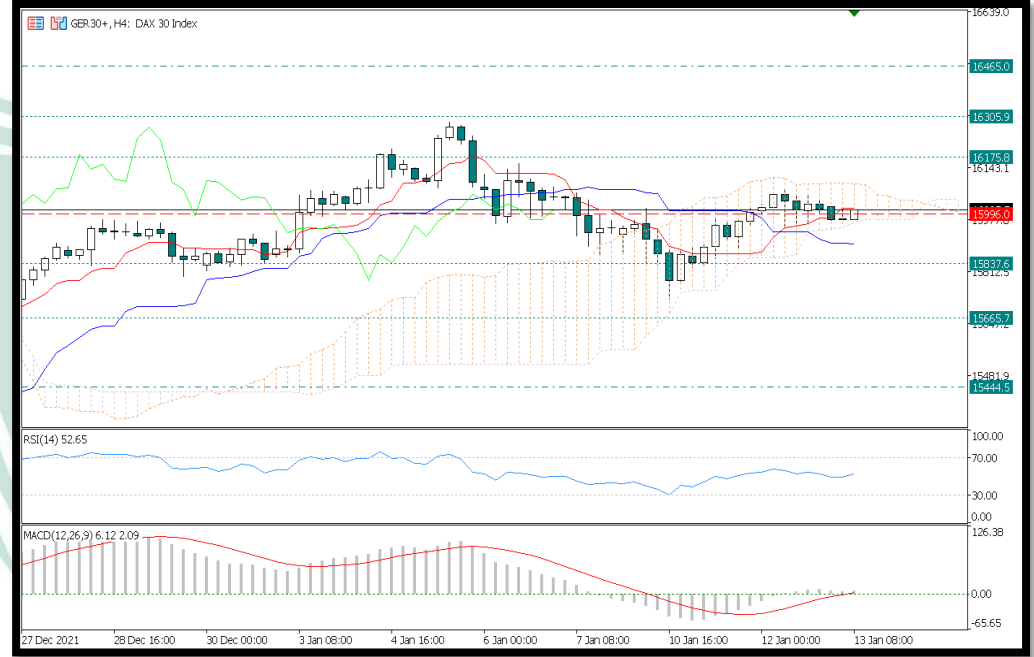 GER30+, H4: DAX 30 Index
16639.0
16465.0
16305.9
16175.8
16143.1
15996.0
15837.6
15812.5
15665.7
15481.9
15444.5
RSI(14) 52.65
100.00
70.00
30.00
0.00
MACD(12,26,9) 6.12 2.09
126.38
0.00
-65.65
27 Dec 2021
28 Dec 16:00
30 Dec 00:00
3 Jan 08:00
4 Jan 16:00
6 Jan 00:00
7 Jan 08:00
10 Jan 16:00
12 Jan 00:00
13 Jan 08:00